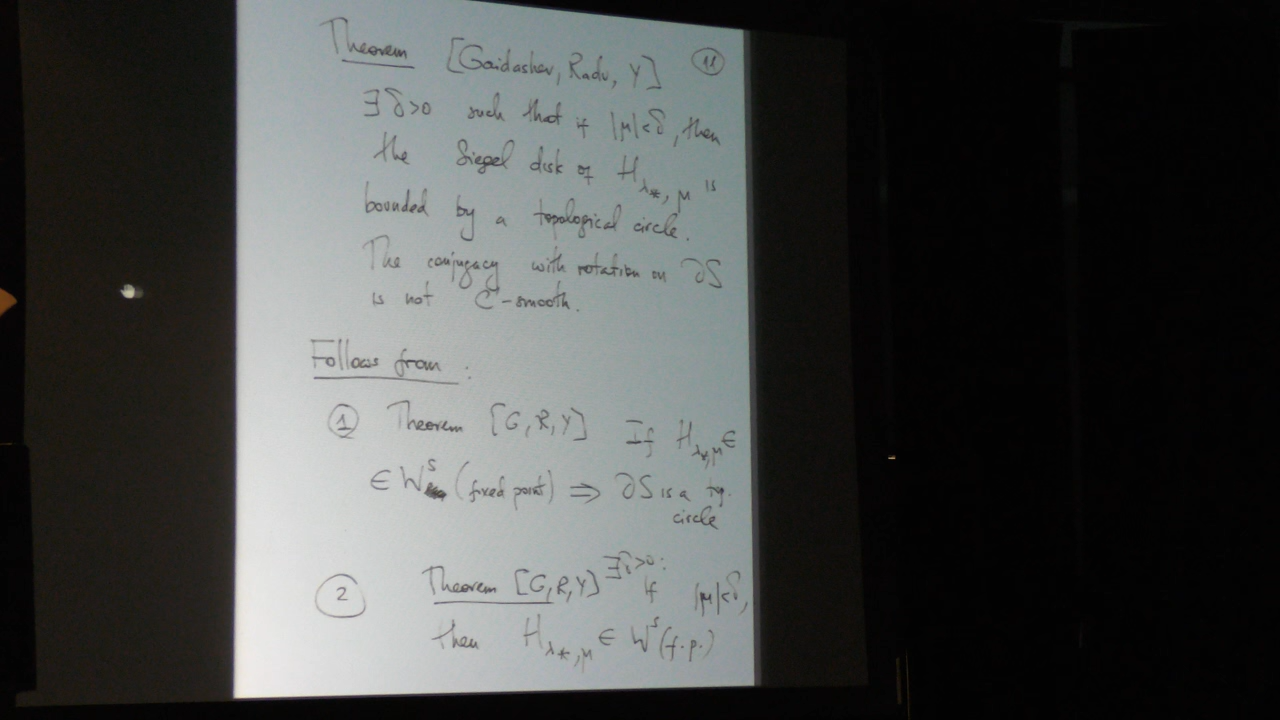 Theorem [Gaidashev, Radu, Y] 11
∃ δ>0 such that if |μ|<δ, then
the Siegel disk of H_{λ*, μ} is
bounded by a topological circle.
The conjugacy with rotation on ∂S
is not C¹-smooth.
Follows from:
① Theorem [G, R, Y] If H_{λ*,μ} ∈
∈ W^s (fixed point) ⇒ ∂S is a top.
circle
② Theorem [G, R, Y] ∃δ>0: if |μ|<δ,
then H_{λ*,μ} ∈ W^s(f.p.)